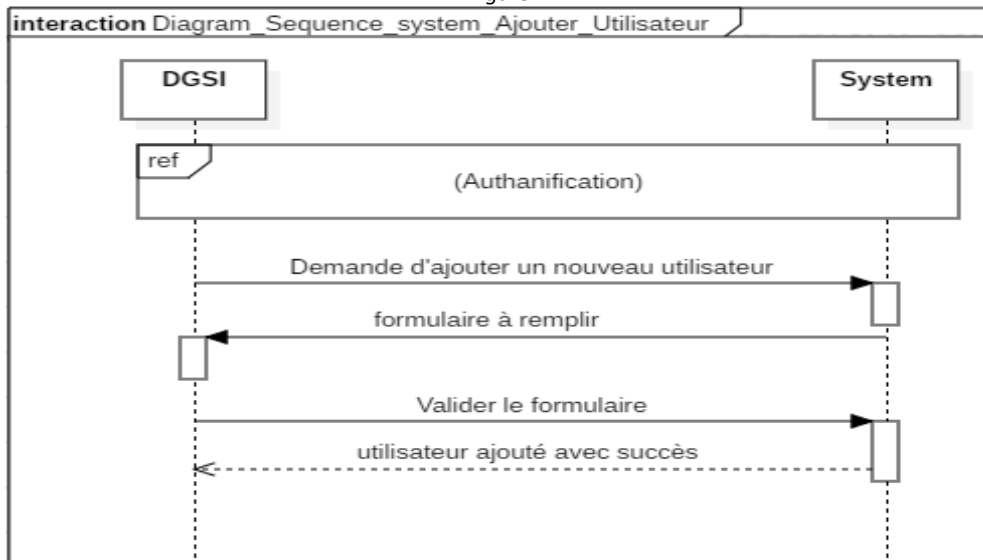 interaction Diagram_Sequence_system_Ajouter_Utilisateur
DGSI
System
ref
(Authanification)
Demande d'ajouter un nouveau utilisateur
formulaire à remplir
Valider le formulaire
utilisateur ajouté avec succès